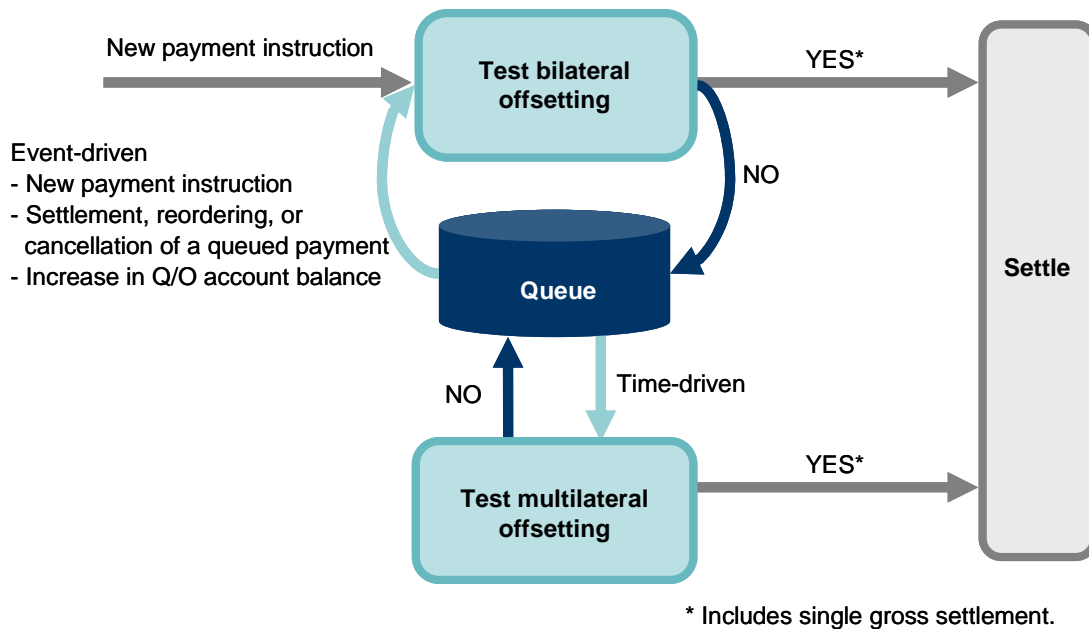 New payment instruction
Test bilateral
offsetting
YES*
Event-driven
- New payment instruction
- Settlement, reordering, or
cancellation of a queued payment
- Increase in Q/O account balance
NO
Queue
Settle
NO
Time-driven
Test multilateral
offsetting
YES*
* Includes single gross settlement.